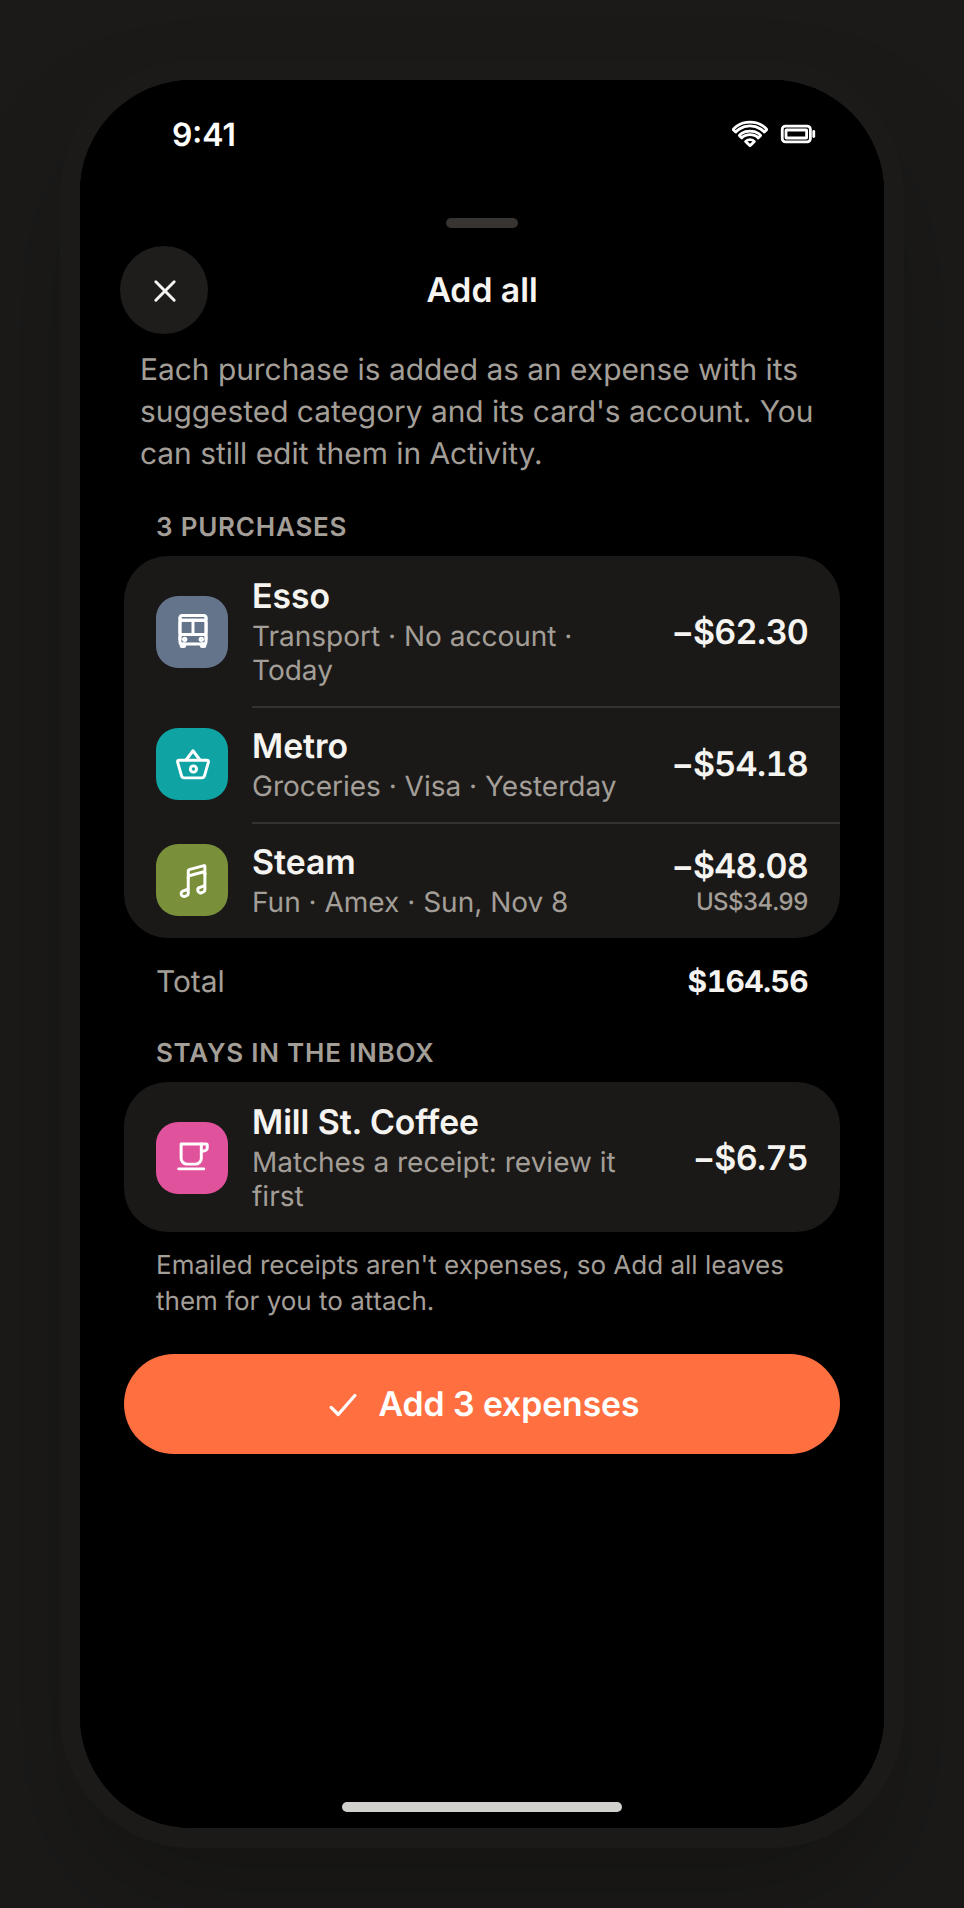 9:41
Add all
Each purchase is added as an expense with its
suggested category and its card's account. You
can still edit them in Activity.
3 PURCHASES
Esso
Transport · No account ·
Today
−$62.30
Metro
Groceries · Visa · Yesterday
−$54.18
Steam
Fun · Amex · Sun, Nov 8
−$48.08
US$34.99
Total
$164.56
STAYS IN THE INBOX
Mill St. Coffee
Matches a receipt: review it
first
−$6.75
Emailed receipts aren't expenses, so Add all leaves
them for you to attach.
Add 3 expenses